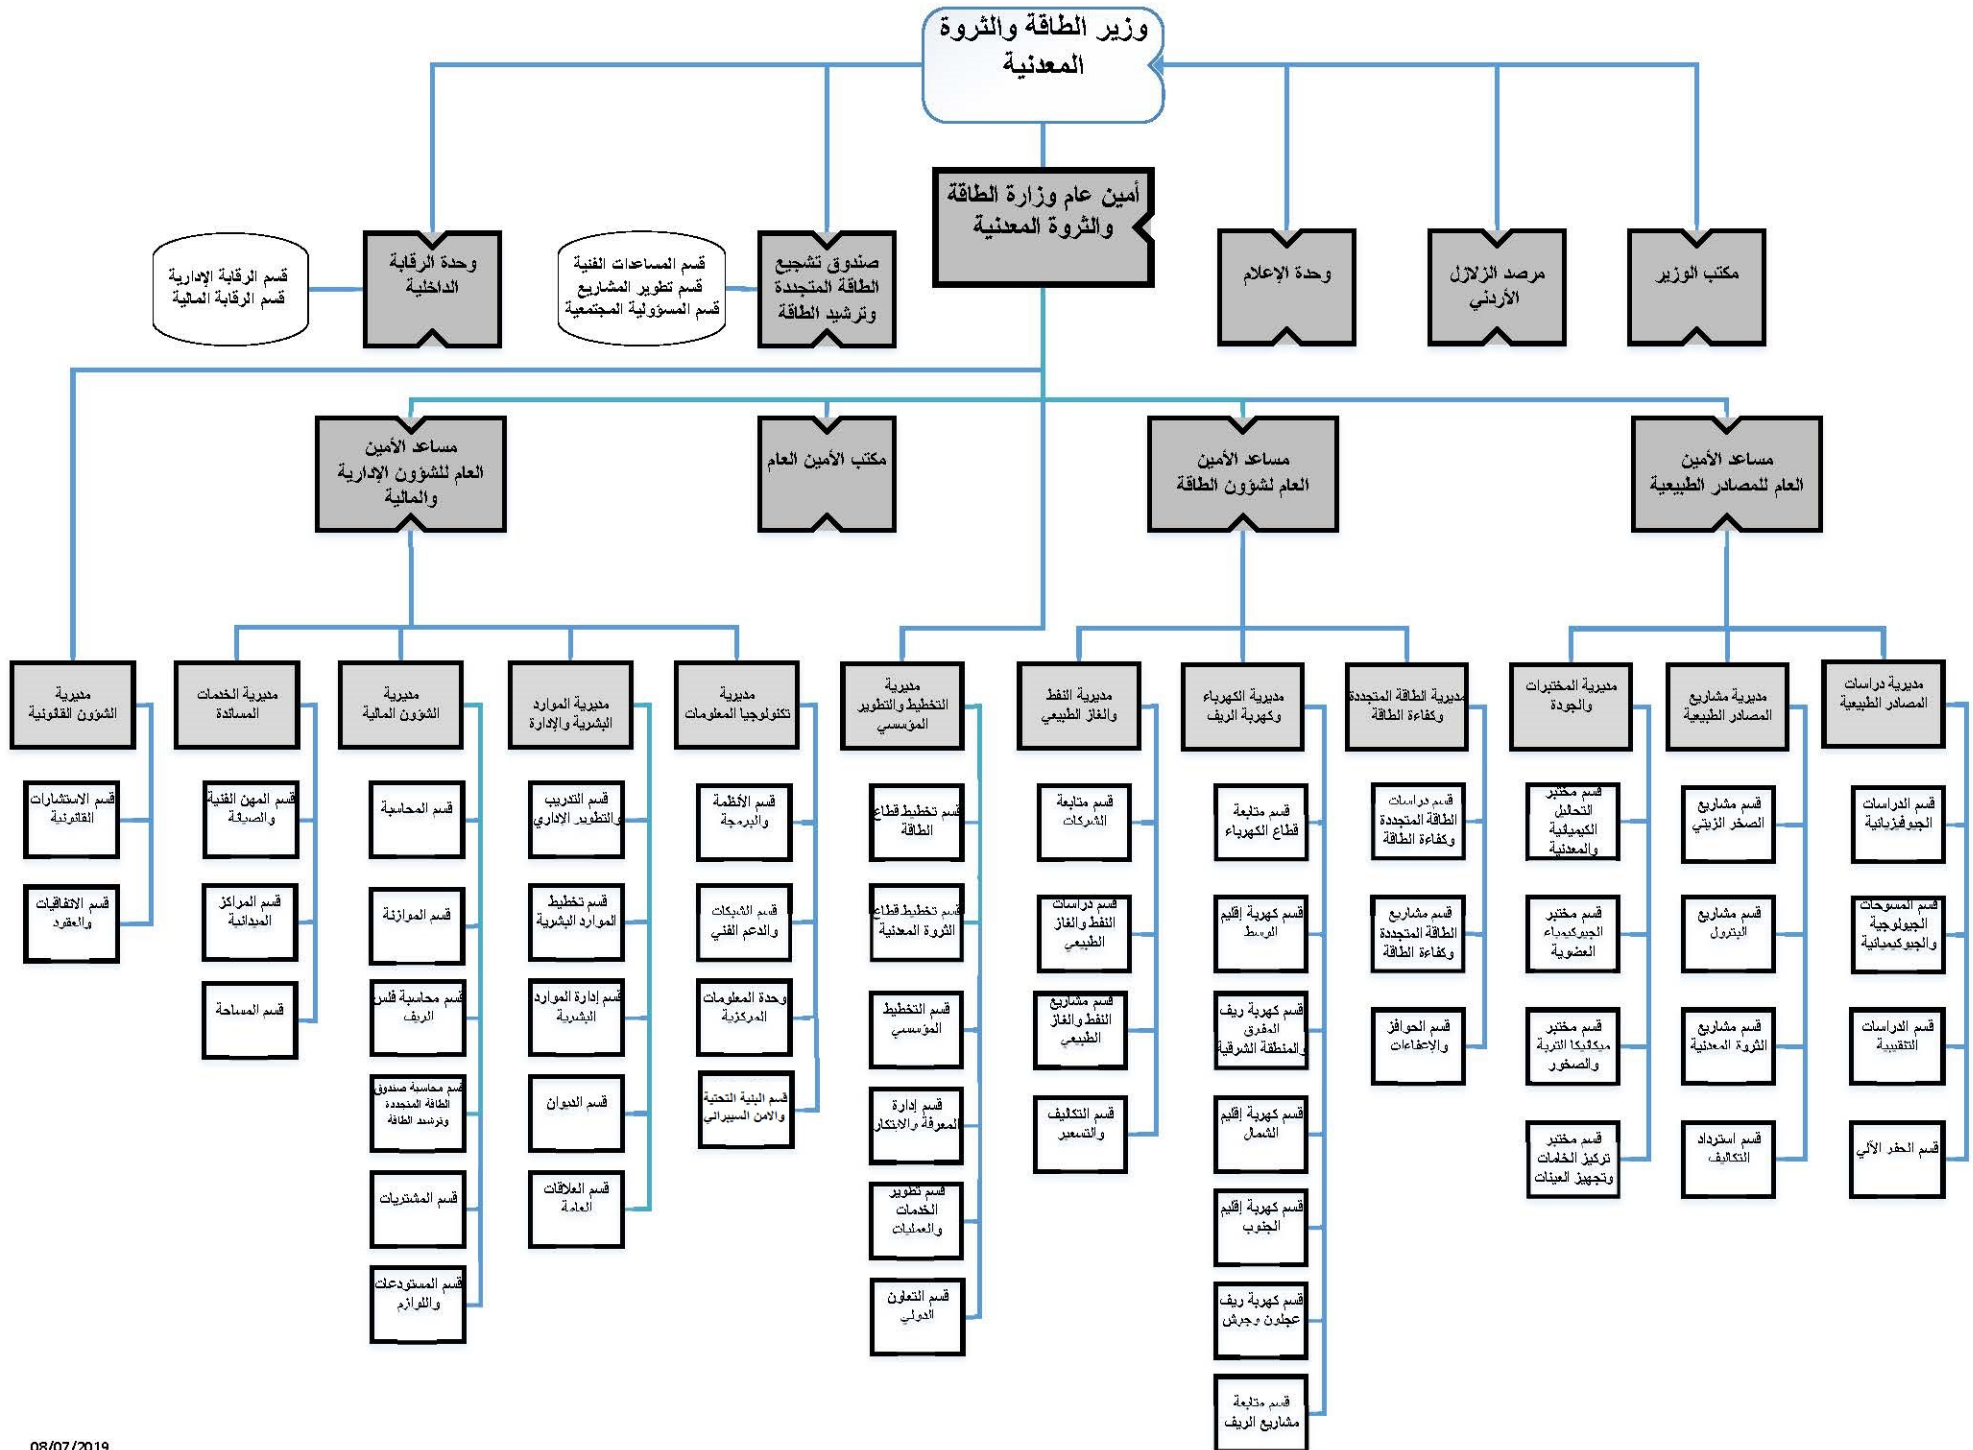 وزير الطاقة والثروة
المعدنية
أمين عام وزارة الطاقة
والثروة المعدنية
مكتب الوزير
مرصد الزلازل
الأردني
وحدة الإعلام
صندوق تشجيع
الطاقة المتجددة
وترشيد الطاقة
قسم المساعدات الفنية
قسم تطوير المشاريع
قسم المسؤولية المجتمعية
وحدة الرقابة
الداخلية
قسم الرقابة الإدارية
قسم الرقابة المالية
مساعد الأمين
العام للمصادر الطبيعية
مساعد الأمين
العام لشؤون الطاقة
مكتب الأمين العام
مساعد الأمين
العام للشؤون الإدارية
والمالية
مديرية دراسات
المصادر الطبيعية
قسم الدراسات
الجيوفيزيائية
قسم المسوحات
الجيولوجية
والجيوكيميائية
قسم الدراسات
التنقيبية
قسم الحفر الآلي
مديرية مشاريع
المصادر الطبيعية
قسم مشاريع
الصخر الزيتي
قسم مشاريع
البترول
قسم مشاريع
الثروة المعدنية
قسم استرداد
التكاليف
مديرية المختبرات
والجودة
قسم مختبر
التحاليل
الكيميائية
والمعدنية
قسم مختبر
الجيوكيمياء
العضوية
قسم مختبر
ميكانيكا التربة
والصخور
قسم مختبر
تركيز الخامات
وتجهيز العينات
مديرية الطاقة المتجددة
وكفاءة الطاقة
قسم دراسات
الطاقة المتجددة
وكفاءة الطاقة
قسم مشاريع
الطاقة المتجددة
وكفاءة الطاقة
قسم الحوافز
والإعفاءات
مديرية الكهرباء
وكهربة الريف
قسم متابعة
قطاع الكهرباء
قسم كهربة إقليم
الوسط
قسم كهربة ريف
المفرق
والمنطقة الشرقية
قسم كهربة إقليم
الشمال
قسم كهربة إقليم
الجنوب
قسم كهربة ريف
عجلون وجرش
قسم متابعة
مشاريع الريف
مديرية النفط
والغاز الطبيعي
قسم متابعة
الشركات
قسم دراسات
النفط والغاز
الطبيعي
قسم مشاريع
النفط والغاز
الطبيعي
قسم التكاليف
والتسعير
مديرية
التخطيط والتطوير
المؤسسي
قسم تخطيط قطاع
الطاقة
قسم تخطيط قطاع
الثروة المعدنية
قسم التخطيط
المؤسسي
قسم إدارة
المعرفة والابتكار
قسم تطوير
الخدمات
والعمليات
قسم التعاون
الدولي
مديرية
تكنولوجيا المعلومات
قسم الأنظمة
والبرمجة
قسم الشبكات
والدعم الفني
وحدة المعلومات
المركزية
قسم البنية التحتية
والامن السيبراني
مديرية الموارد
البشرية والإدارة
قسم التدريب
والتطوير الإداري
قسم تخطيط
الموارد البشرية
قسم إدارة الموارد
البشرية
قسم الديوان
قسم العلاقات
العامة
مديرية
الشؤون المالية
قسم المحاسبة
قسم الموازنة
قسم محاسبة فلس
الريف
قسم محاسبة صندوق
الطاقة المتجددة
وترشيد الطاقة
قسم المشتريات
قسم المستودعات
واللوازم
مديرية الخدمات
المساندة
قسم المهن الفنية
والصيانة
قسم المراكز
الميدانية
قسم المساحة
مديرية
الشؤون القانونية
قسم الاستشارات
القانونية
قسم الاتفاقيات
والعقود
08/07/2019